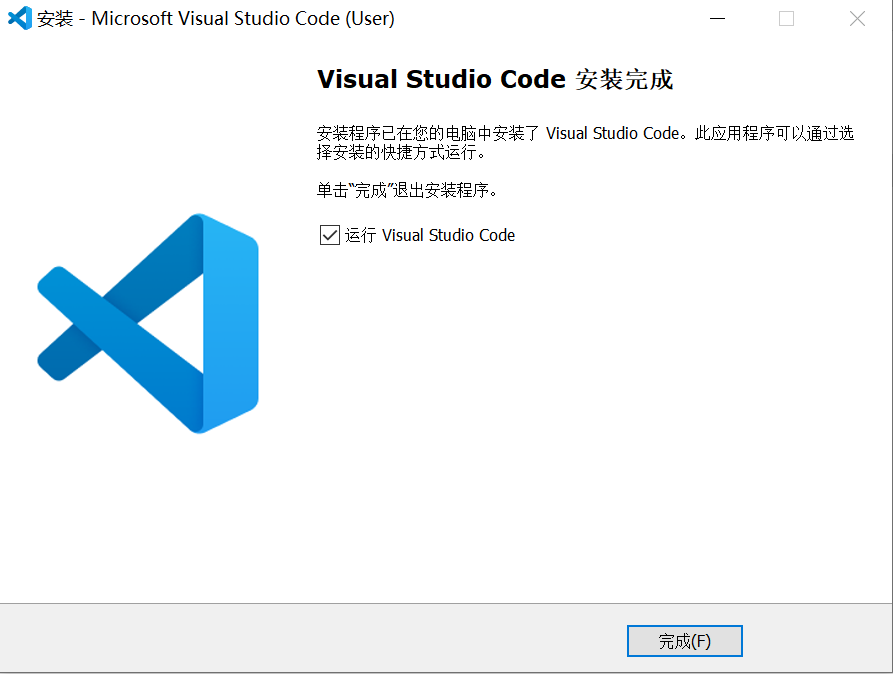 安装 - Microsoft Visual Studio Code (User)
Visual Studio Code 安装完成
安装程序已在您的电脑中安装了 Visual Studio Code。此应用程序可以通过选
择安装的快捷方式运行。
单击“完成”退出安装程序。
运行 Visual Studio Code
完成(F)